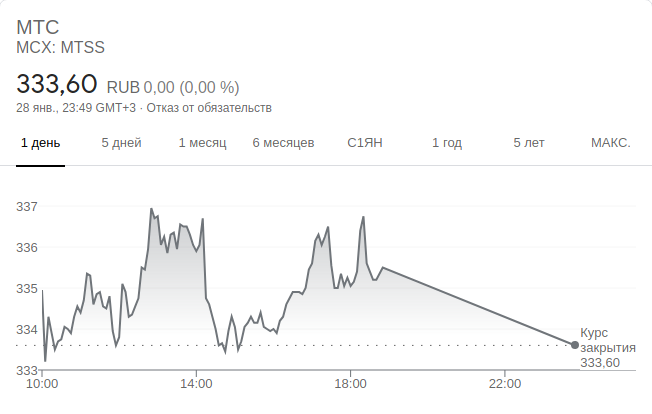 МТС
MCX: MTSS
333,60 RUB 0,00 (0,00 %)
28 янв., 23:49 GMT+3 · Отказ от обязательств
1 день 5 дней 1 месяц 6 месяцев С1ЯН 1 год 5 лет МАКС.
337
336
335
334
333
Курс
закрытия
333,60
10:00 14:00 18:00 22:00